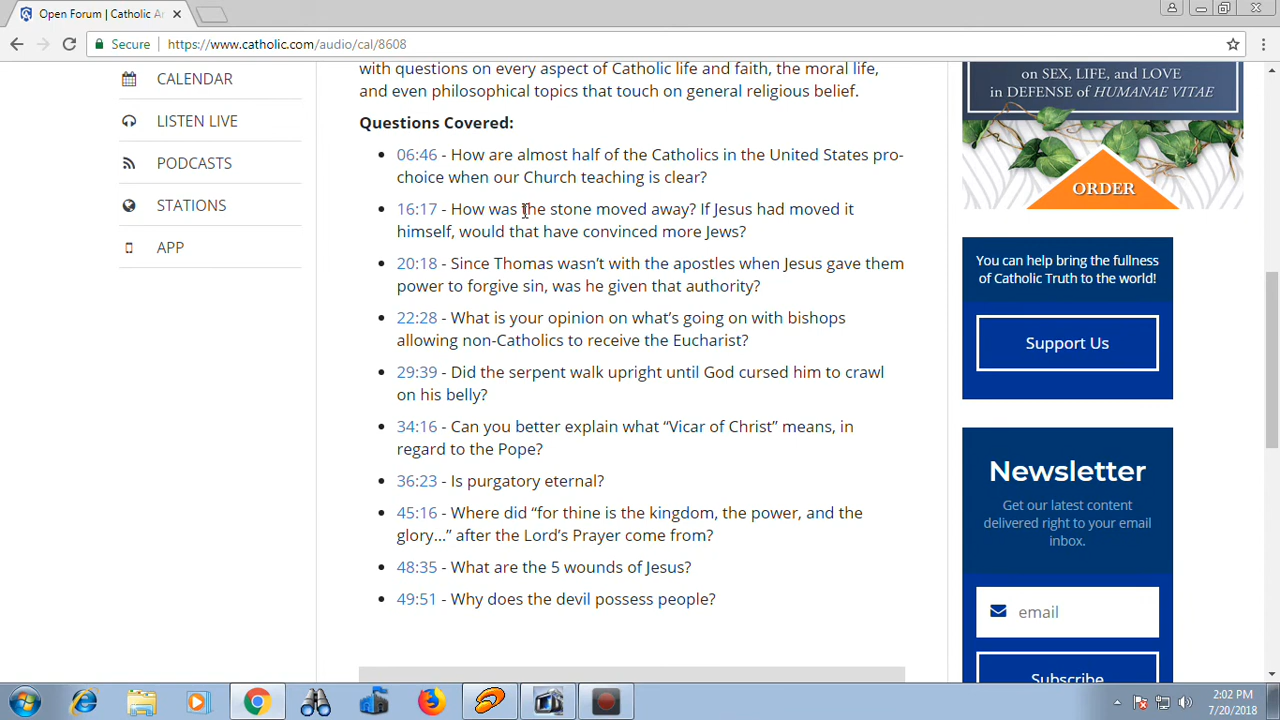 Open Forum | Catholic An
Secure
https://www.catholic.com/audio/cal/8608
CALENDAR
LISTEN LIVE
PODCASTS
STATIONS
APP
with questions on every aspect of Catholic life and faith, the moral life,
and even philosophical topics that touch on general religious belief.
Questions Covered:
06:46 - How are almost half of the Catholics in the United States pro-
choice when our Church teaching is clear?
16:17 - How was the stone moved away? If Jesus had moved it
himself, would that have convinced more Jews?
20:18 - Since Thomas wasn't with the apostles when Jesus gave them
power to forgive sin, was he given that authority?
22:28 - What is your opinion on what's going on with bishops
allowing non-Catholics to receive the Eucharist?
29:39 - Did the serpent walk upright until God cursed him to crawl
on his belly?
34:16 - Can you better explain what “Vicar of Christ” means, in
regard to the Pope?
36:23 - Is purgatory eternal?
45:16 - Where did “for thine is the kingdom, the power, and the
glory...” after the Lord's Prayer come from?
48:35 - What are the 5 wounds of Jesus?
49:51 - Why does the devil possess people?
on SEX, LIFE, and LOVE
in DEFENSE of HUMANAE VITAE
ORDER
You can help bring the fullness
of Catholic Truth to the world!
Support Us
Newsletter
Get our latest content
delivered right to your email
inbox.
email
Subscribe
2:02 PM
7/20/2018